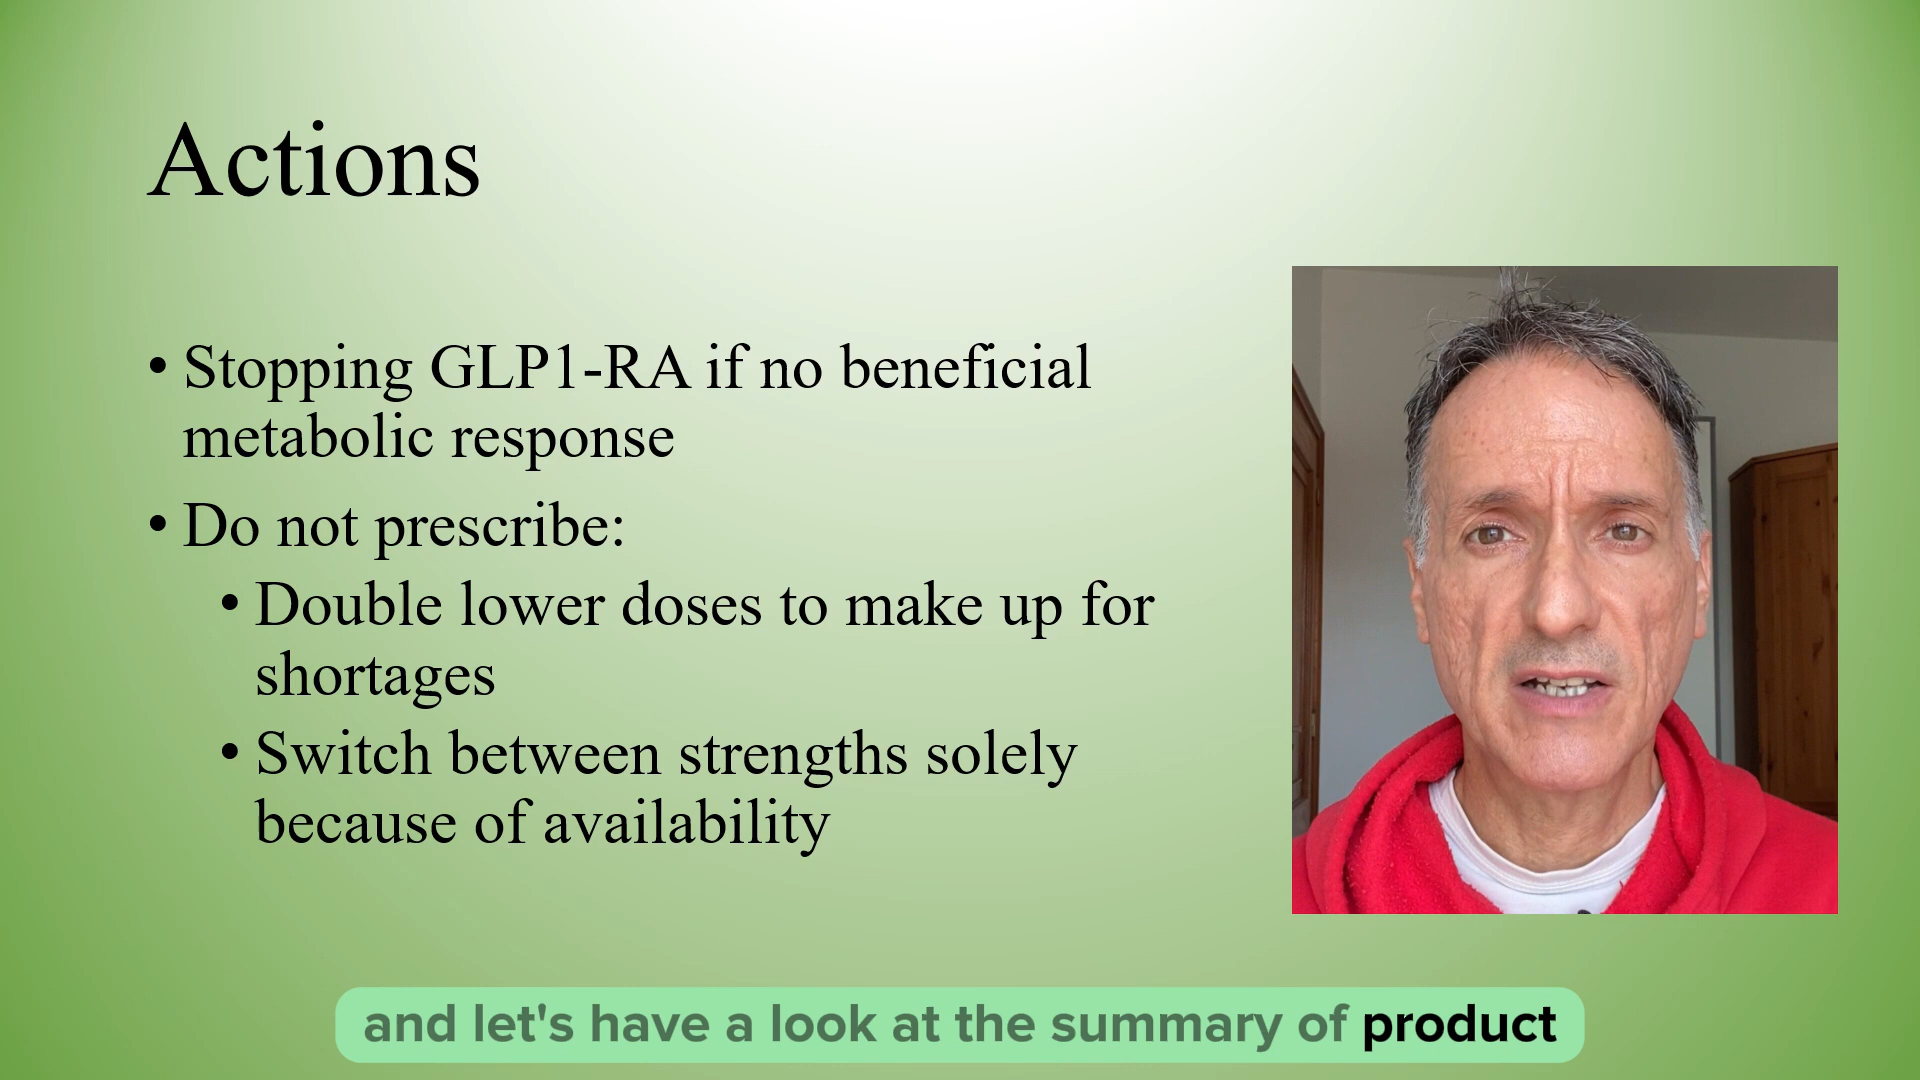 Actions
• Stopping GLP1-RA if no beneficial
metabolic response
• Do not prescribe:
• Double lower doses to make up for
shortages
• Switch between strengths solely
because of availability
and let's have a look at the summary of product